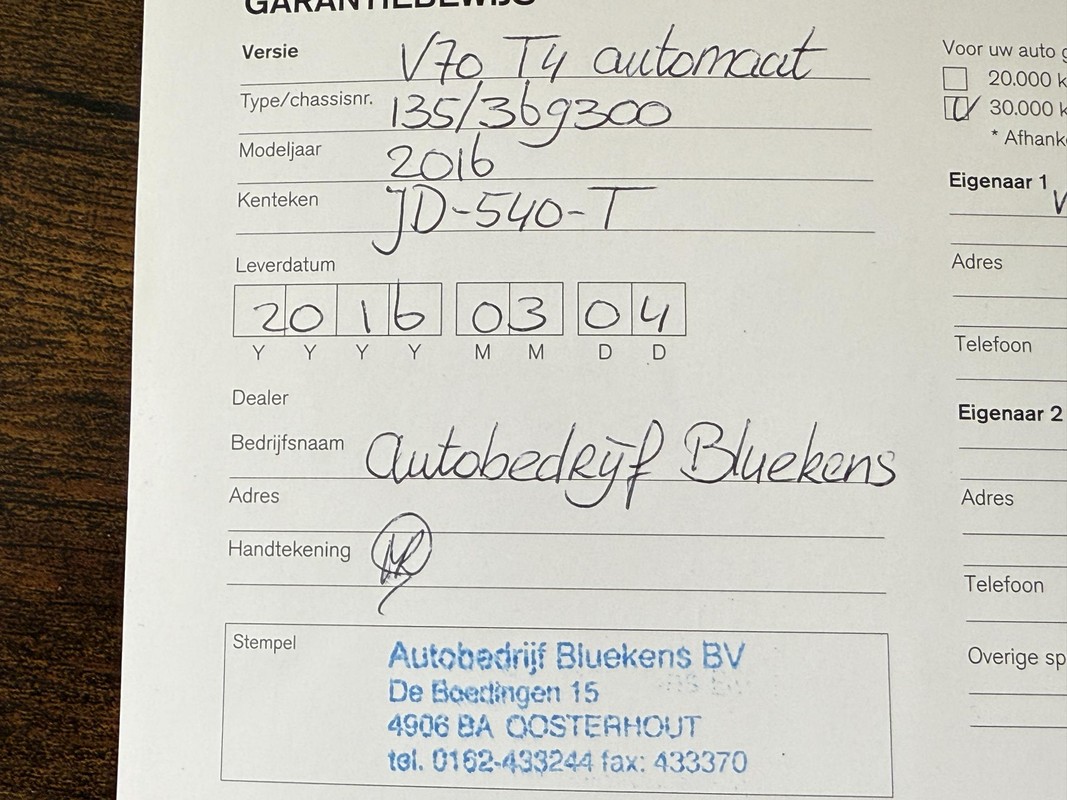 GARANTIEBEWIJS
Versie V70 T4 automaat
Type/chassisnr. 135/369300
Modeljaar 2016
Kenteken JD-540-T
Leverdatum
2016 03 04
Y Y Y Y M M D D
Dealer
Bedrijfsnaam Autobedrijf Bluekens
Adres
Handtekening
Stempel
Autobedrijf Bluekens BV
De Boedingen 15
4906 BA OOSTERHOUT
tel. 0162-433244 fax: 433370
Voor uw auto g
20.000 k
30.000 k
* Afhank
Eigenaar 1
Adres
Telefoon
Eigenaar 2
Adres
Telefoon
Overige sp